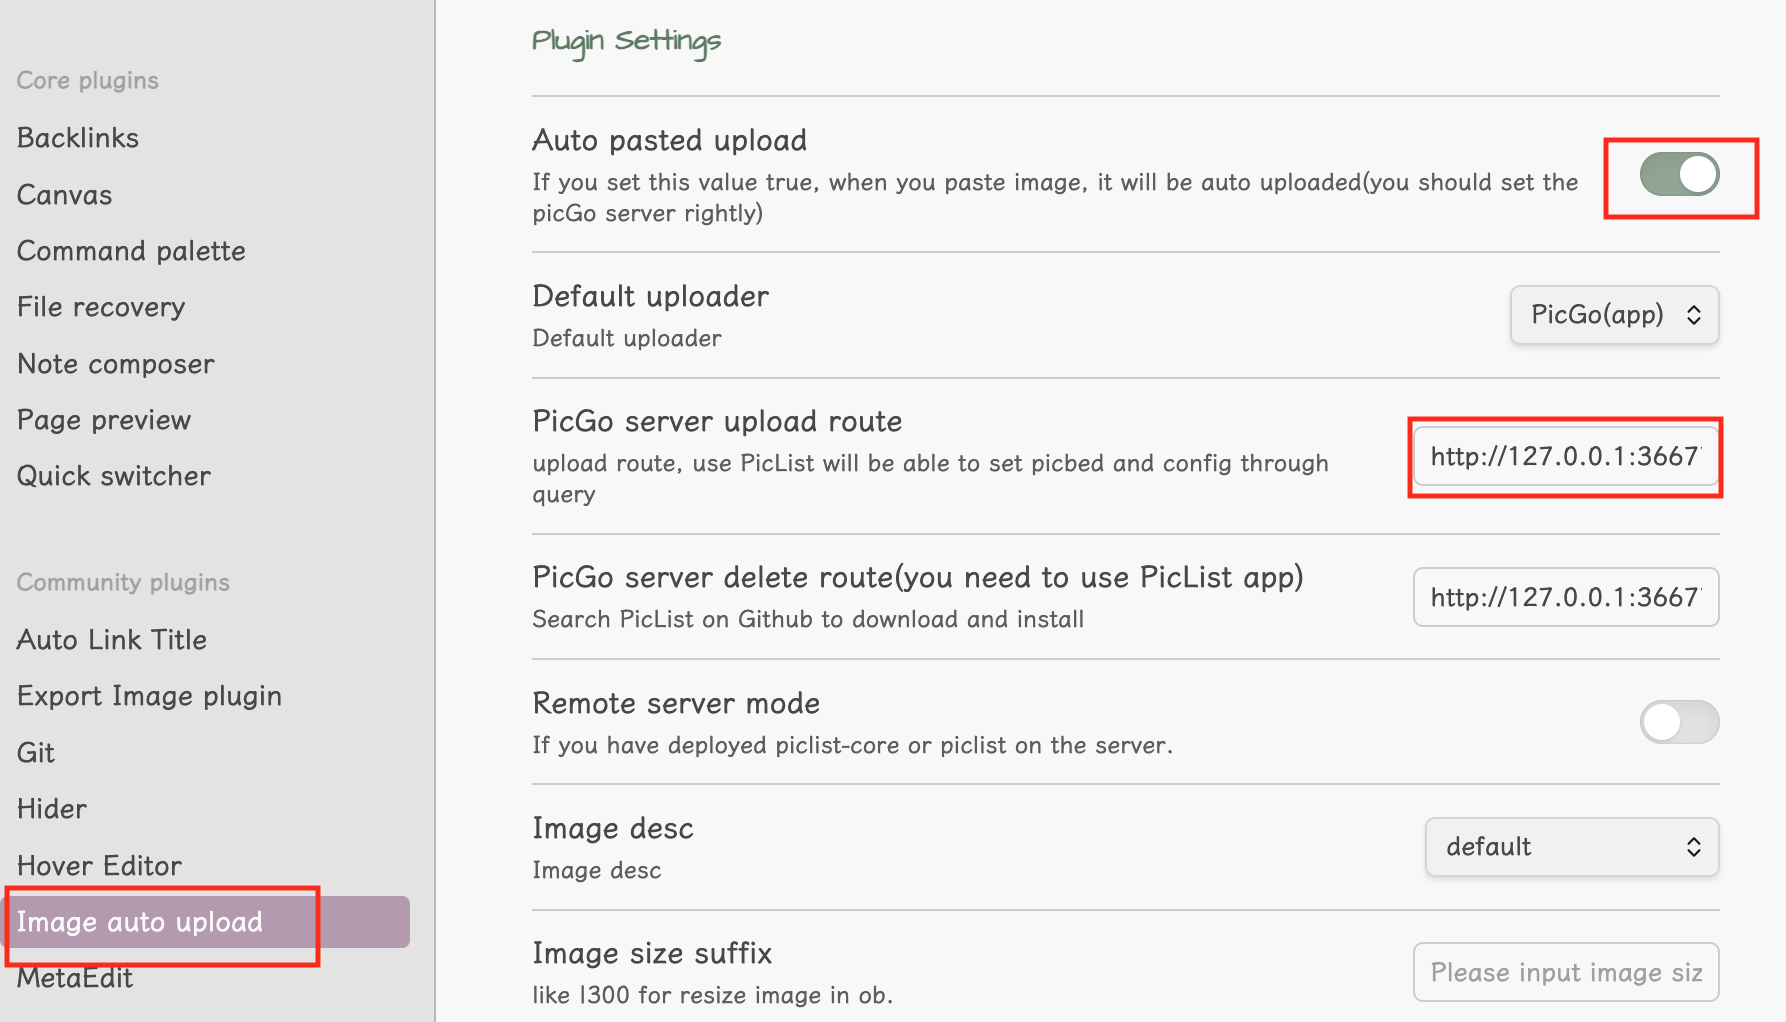 Core plugins
Backlinks
Canvas
Command palette
File recovery
Note composer
Page preview
Quick switcher
Community plugins
Auto Link Title
Export Image plugin
Git
Hider
Hover Editor
Image auto upload
MetaEdit
Plugin Settings
Auto pasted upload
If you set this value true, when you paste image, it will be auto uploaded(you should set the
picGo server rightly)
Default uploader
Default uploader
PicGo(app)
PicGo server upload route
upload route, use PicList will be able to set picbed and config through
query
http://127.0.0.1:3667
PicGo server delete route(you need to use PicList app)
Search PicList on Github to download and install
http://127.0.0.1:3667
Remote server mode
If you have deployed piclist-core or piclist on the server.
Image desc
Image desc
default
Image size suffix
like |300 for resize image in ob.
Please input image siz